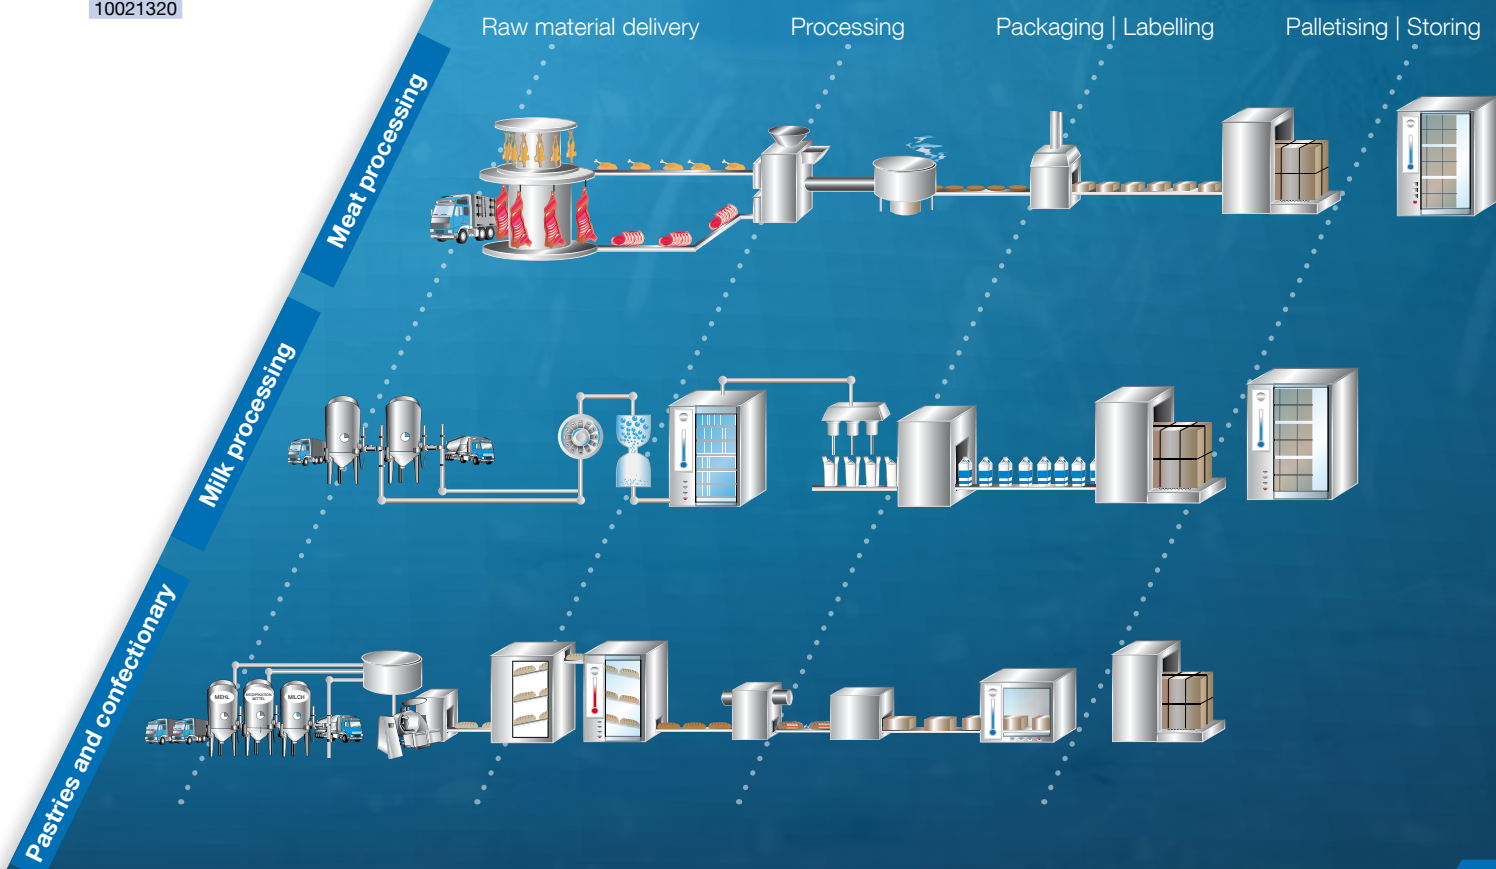 10021320
Raw material delivery
Processing
Packaging | Labelling
Palletising | Storing
Meat processing
Milk processing
Pastries and confectionary
MEHL
MILCH